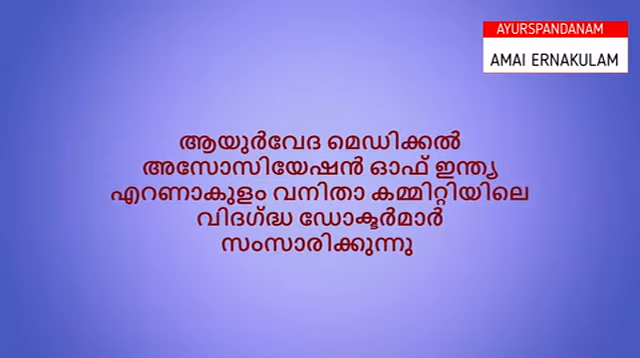 AYURSPANDANAM
AMAI ERNAKULAM
ആയുർവേദ മെഡിക്കൽ
അസോസിയേഷൻ ഓഫ് ഇന്ത്യ
എറണാകുളം വനിതാ കമ്മിറ്റിയിലെ
വിദഗ്ദ്ധ ഡോക്ടർമാർ
സംസാരിക്കുന്നു